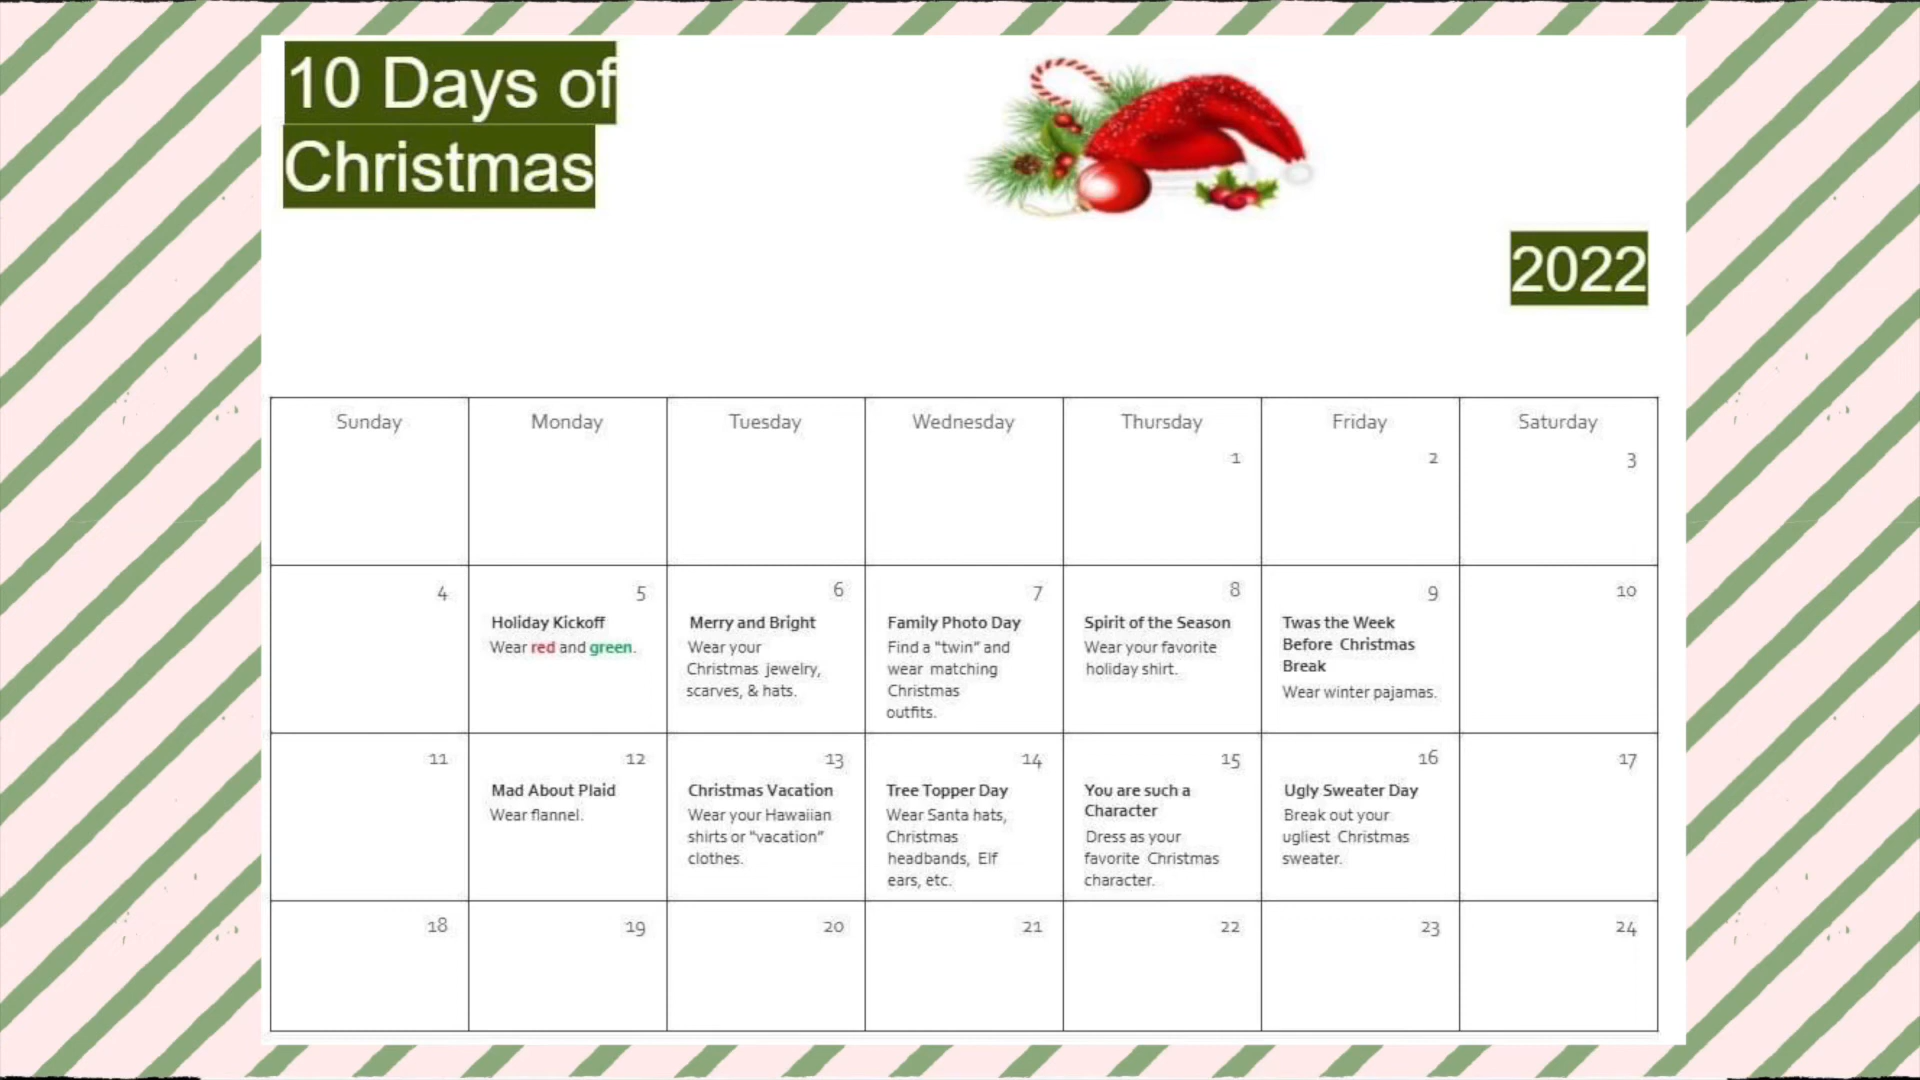 10 Days of
Christmas
2022
Sunday Monday Tuesday Wednesday Thursday Friday Saturday
1 2 3
4 5 6 7 8 9 10
Holiday Kickoff
Wear red and green.
Merry and Bright
Wear your
Christmas jewelry,
scarves, & hats.
Family Photo Day
Find a "twin" and
wear matching
Christmas
outfits.
Spirit of the Season
Wear your favorite
holiday shirt.
Twas the Week
Before Christmas
Break
Wear winter pajamas.
11 12 13 14 15 16 17
Mad About Plaid
Wear flannel.
Christmas Vacation
Wear your Hawaiian
shirts or "vacation"
clothes.
Tree Topper Day
Wear Santa hats,
Christmas
headbands, Elf
ears, etc.
You are such a
Character
Dress as your
favorite Christmas
character.
Ugly Sweater Day
Break out your
ugliest Christmas
sweater.
18 19 20 21 22 23 24